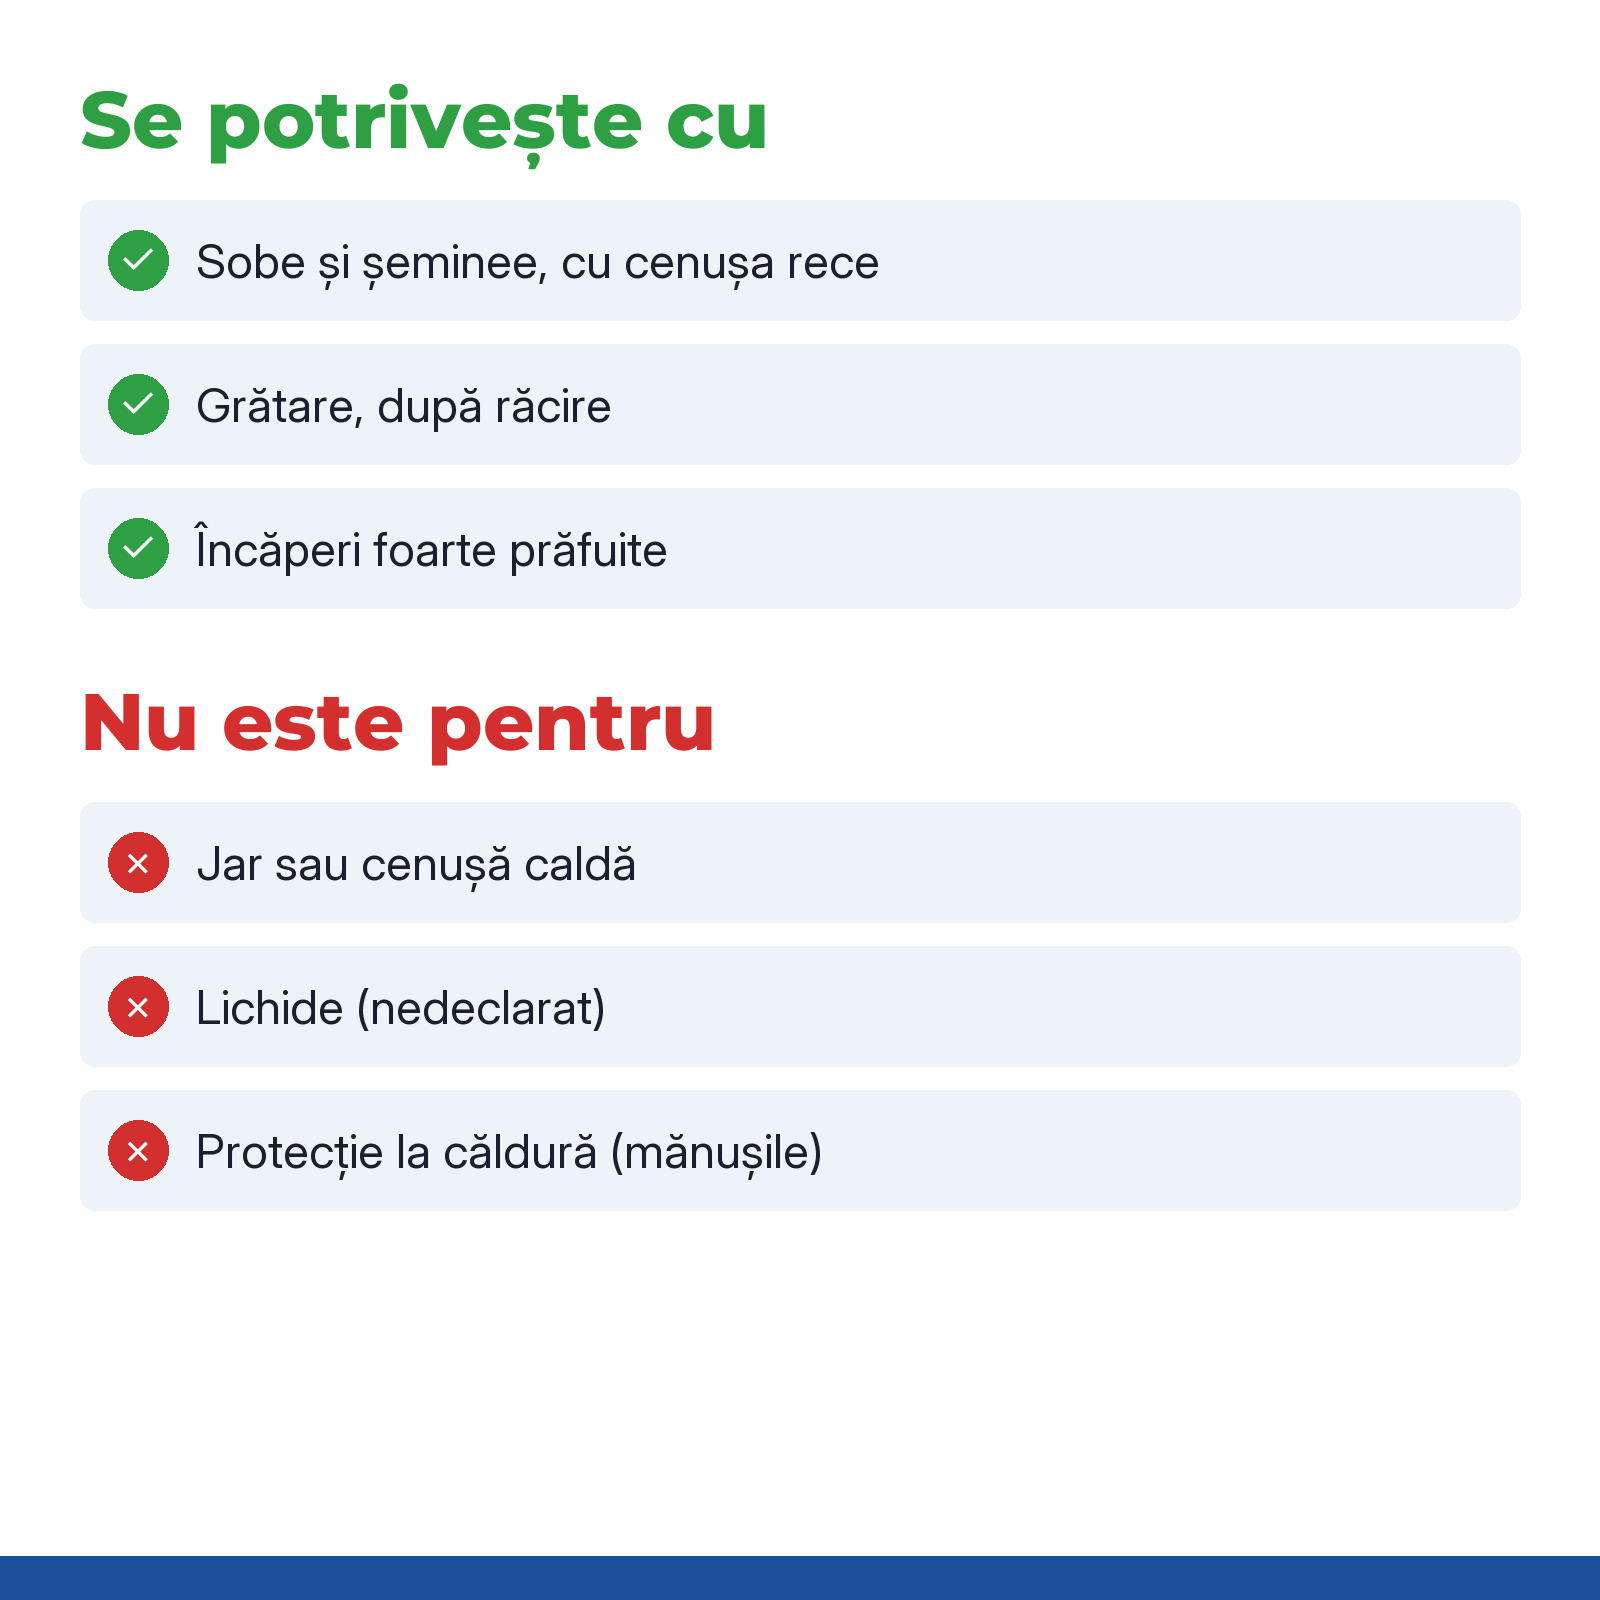 Se potrivește cu
Sobe și șeminee, cu cenușa rece
Grătare, după răcire
Încăperi foarte prăfuite
Nu este pentru
Jar sau cenușă caldă
Lichide (nedeclarat)
Protecție la căldură (mănușile)